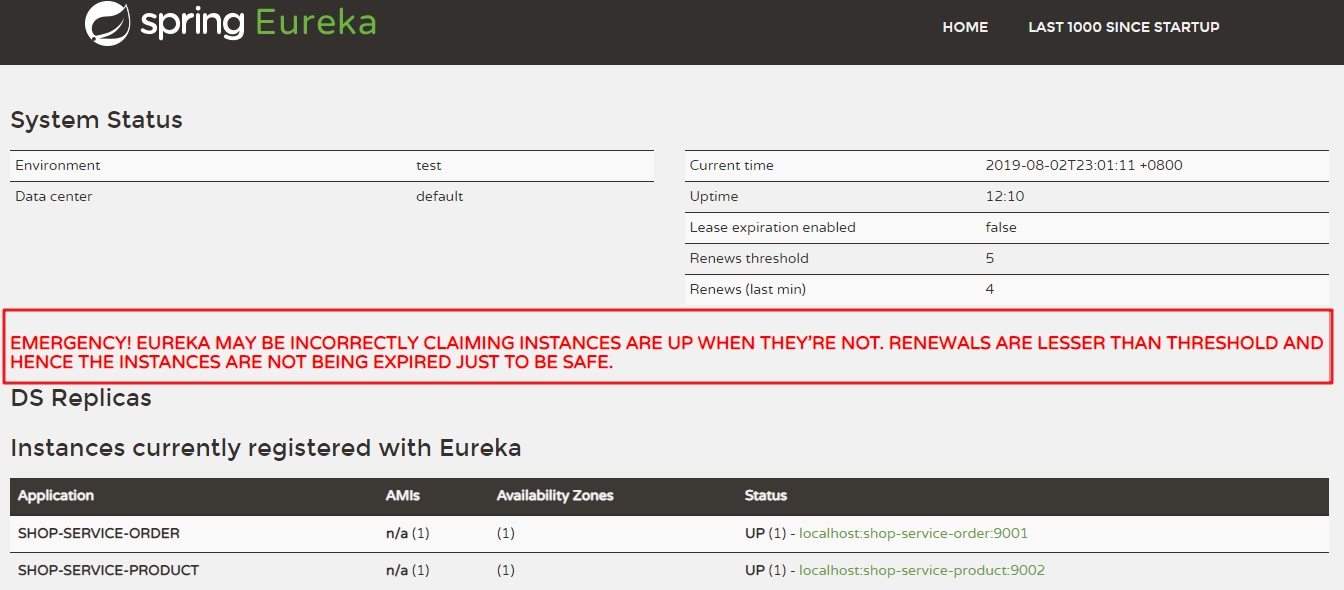 spring Eureka
HOME LAST 1000 SINCE STARTUP
System Status
Environment test
Data center default
Current time 2019-08-02T23:01:11 +0800
Uptime 12:10
Lease expiration enabled false
Renews threshold 5
Renews (last min) 4
EMERGENCY! EUREKA MAY BE INCORRECTLY CLAIMING INSTANCES ARE UP WHEN THEY'RE NOT. RENEWALS ARE LESSER THAN THRESHOLD AND
HENCE THE INSTANCES ARE NOT BEING EXPIRED JUST TO BE SAFE.
DS Replicas
Instances currently registered with Eureka
Application AMIs Availability Zones Status
SHOP-SERVICE-ORDER n/a (1) (1) UP (1) - localhost:shop-service-order:9001
SHOP-SERVICE-PRODUCT n/a (1) (1) UP (1) - localhost:shop-service-product:9002